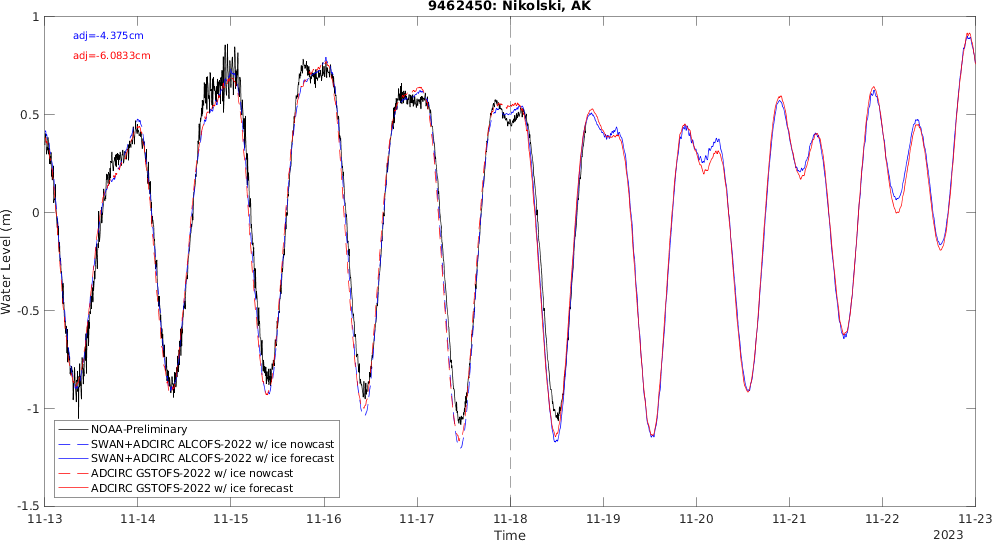 9462450: Nikolski, AK
adj=-4.375cm
adj=-6.0833cm
1
0.5
0
-0.5
-1
-1.5
Water Level (m)
NOAA-Preliminary
SWAN+ADCIRC ALCOFS-2022 w/ ice nowcast
SWAN+ADCIRC ALCOFS-2022 w/ ice forecast
ADCIRC GSTOFS-2022 w/ ice nowcast
ADCIRC GSTOFS-2022 w/ ice forecast
11-13 11-14 11-15 11-16 11-17 11-18 11-19 11-20 11-21 11-22 11-23
Time
2023